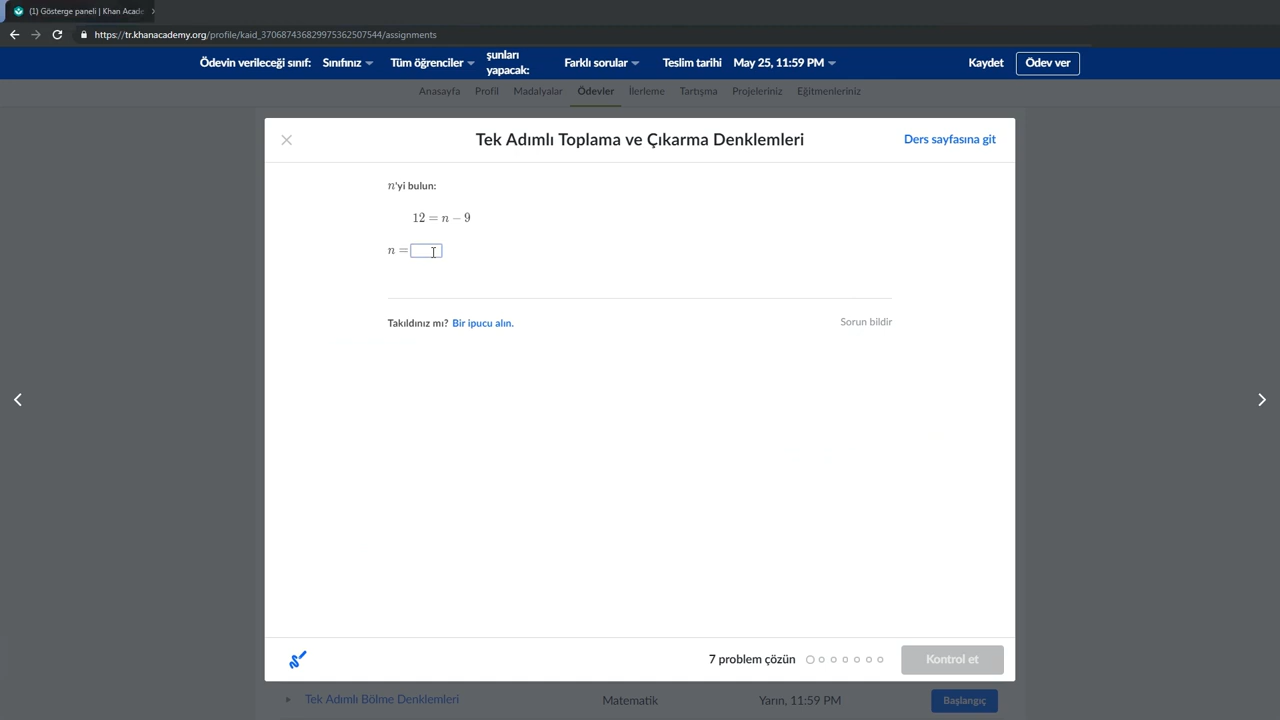 (1) Gösterge paneli | Khan Acade
https://tr.khanacademy.org/profile/kaid_370687436829975362507544/assignments
Ödevin verileceği sınıf: Sınıfınız Tüm öğrenciler şunları yapacak: Farklı sorular Teslim tarihi May 25, 11:59 PM Kaydet Ödev ver
Anasayfa Profil Madalyalar Ödevler İlerleme Tartışma Projeleriniz Eğitmenleriniz
Tek Adımlı Toplama ve Çıkarma Denklemleri Ders sayfasına git
n'yi bulun:
12 = n − 9
n =
Takıldınız mı? Bir ipucu alın. Sorun bildir
7 problem çözün Kontrol et
Tek Adımlı Bölme Denklemleri Matematik Yarın, 11:59 PM Başlangıç